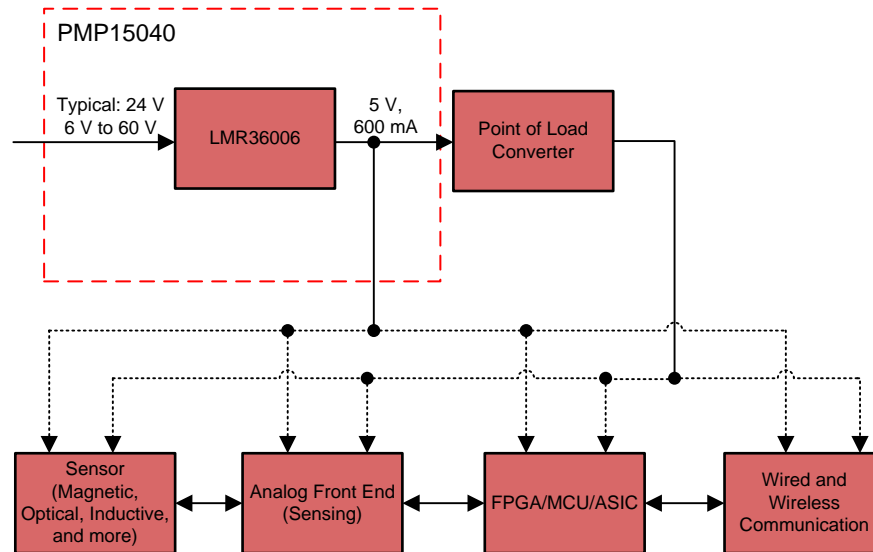 PMP15040
Typical: 24 V
6 V to 60 V
LMR36006
5 V,
600 mA
Point of Load
Converter
Sensor
(Magnetic,
Optical, Inductive,
and more)
Analog Front End
(Sensing)
FPGA/MCU/ASIC
Wired and
Wireless
Communication